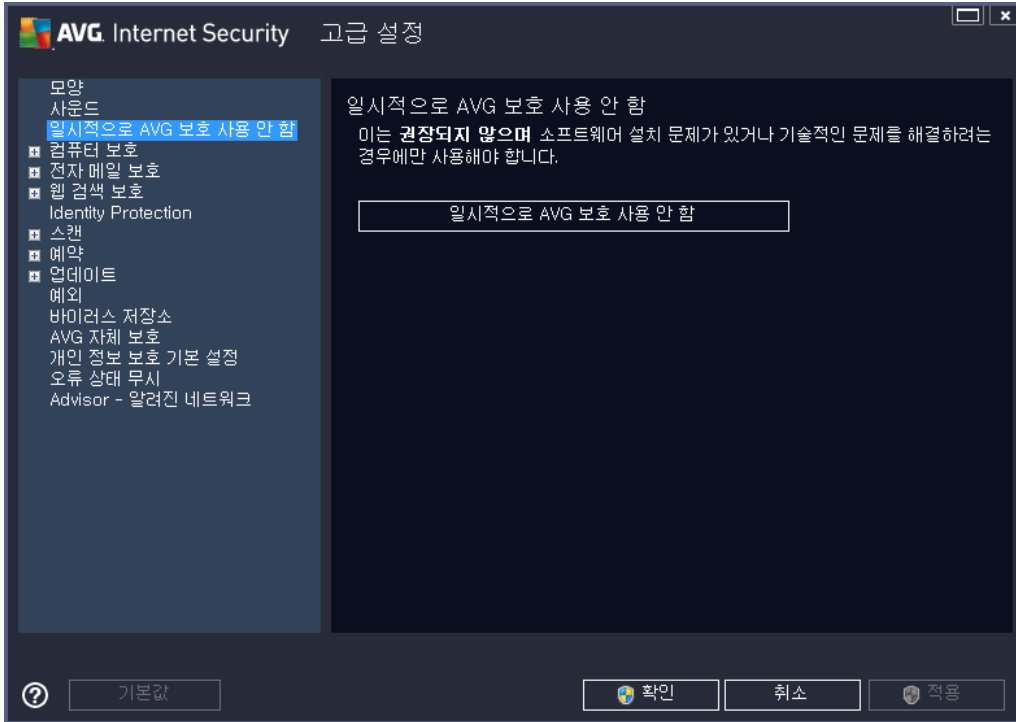 AVG. Internet Security 고급 설정
모양
사운드
일시적으로 AVG 보호 사용 안 함
컴퓨터 보호
전자 메일 보호
웹 검색 보호
Identity Protection
스캔
예약
업데이트
예외
바이러스 저장소
AVG 자체 보호
개인 정보 보호 기본 설정
오류 상태 무시
Advisor - 알려진 네트워크
일시적으로 AVG 보호 사용 안 함
이는 권장되지 않으며 소프트웨어 설치 문제가 있거나 기술적인 문제를 해결하려는
경우에만 사용해야 합니다.
일시적으로 AVG 보호 사용 안 함
기본값
확인
취소
적용